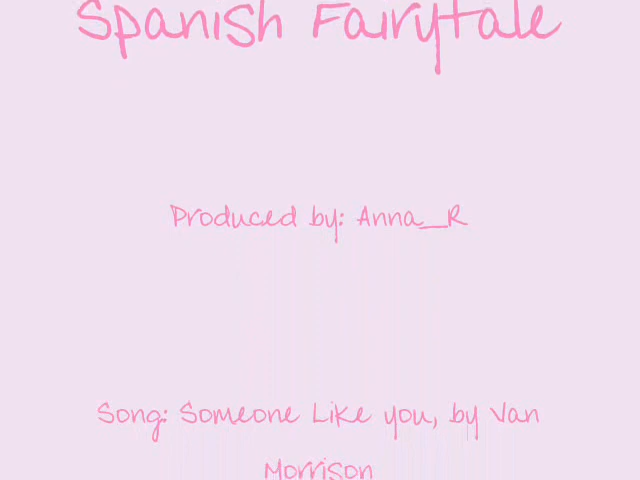 Spanish Fairytale
Produced by: Anna_R
Song: Someone Like you, by Van
Morrison